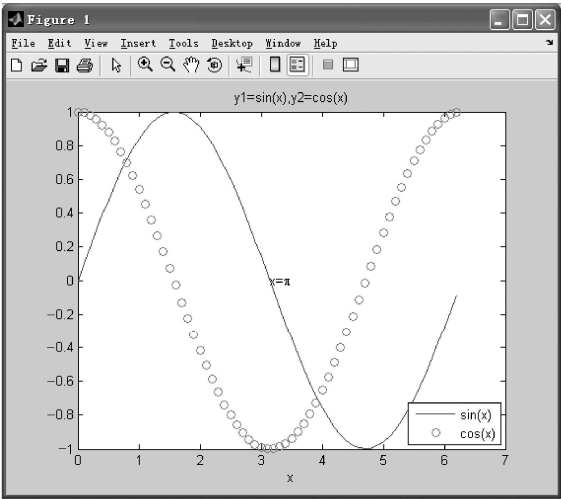 Figure 1
File Edit View Insert Tools Desktop Window Help
y1=sin(x),y2=cos(x)
1
0.8
0.6
0.4
0.2
0
−0.2
−0.4
−0.6
−0.8
−1
x=π
sin(x)
cos(x)
0 1 2 3 4 5 6 7
x